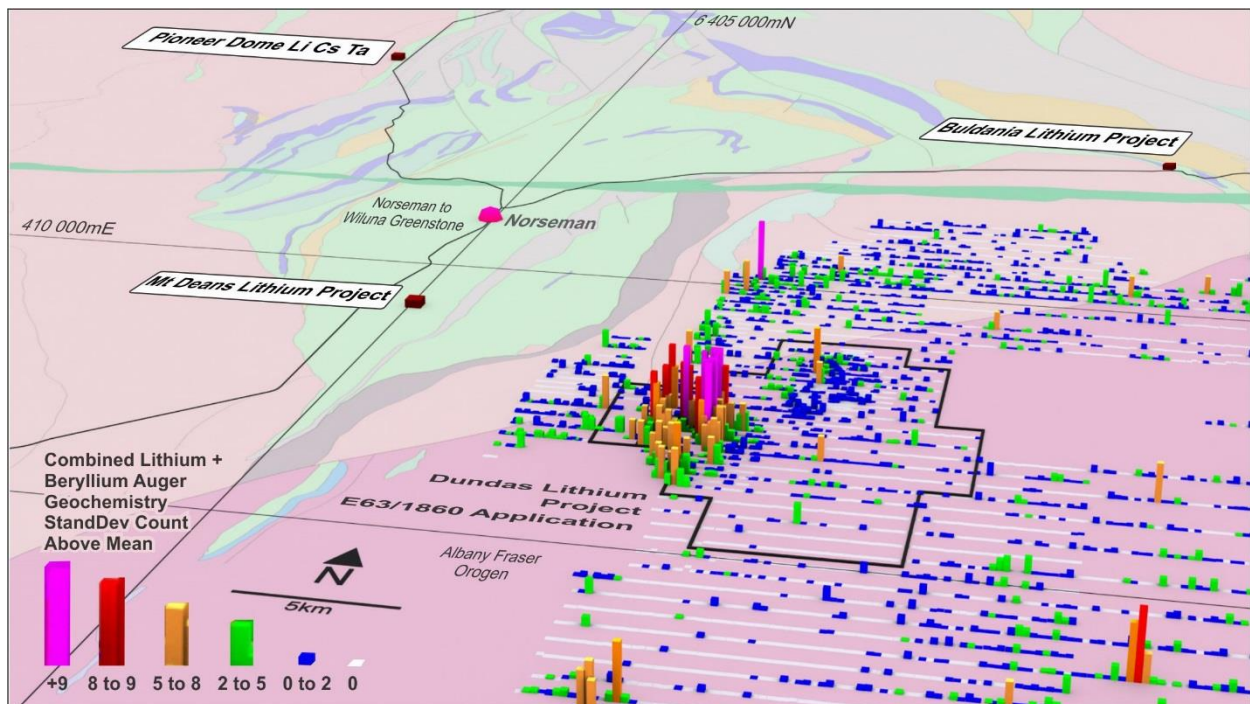 Pioneer Dome Li Cs Ta
6 405 000mN
Buldania Lithium Project
Norseman to
Wiluna Greenstone
Norseman
410 000mE
Mt Deans Lithium Project
Combined Lithium +
Beryllium Auger
Geochemistry
StandDev Count
Above Mean
Dundas Lithium
Project
E63/1860 Application
Albany Fraser
Orogen
N
5km
+9 8 to 9 5 to 8 2 to 5 0 to 2 0